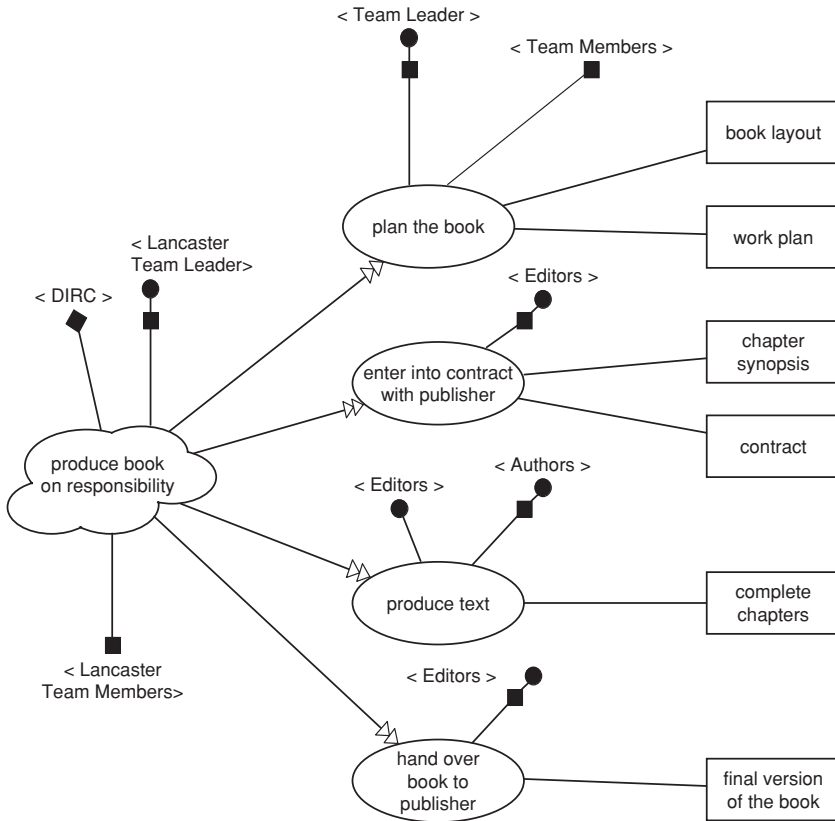 < Team Leader >
< Team Members >
book layout
plan the book
work plan
< Lancaster
Team Leader>
< DIRC >
< Editors >
chapter
synopsis
enter into contract
with publisher
contract
produce book
on responsibility
< Authors >
< Editors >
produce text
complete
chapters
< Lancaster
Team Members>
< Editors >
hand over
book to
publisher
final version
of the book